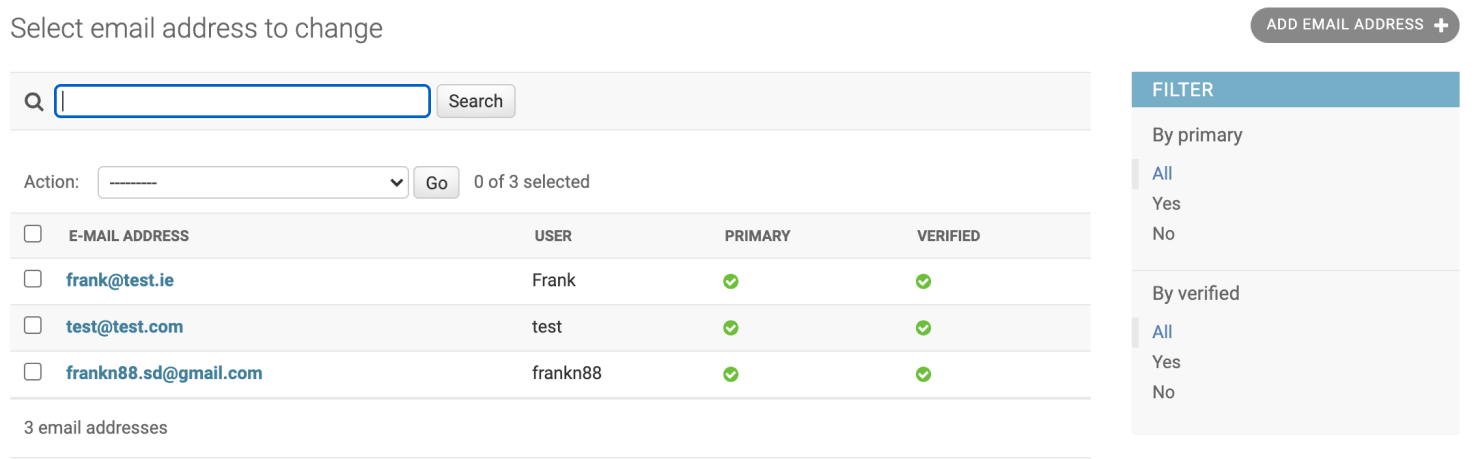 Select email address to change
ADD EMAIL ADDRESS +
Search
Action: --------- Go 0 of 3 selected
E-MAIL ADDRESS USER PRIMARY VERIFIED
frank@test.ie Frank
test@test.com test
frankn88.sd@gmail.com frankn88
3 email addresses
FILTER
By primary
All
Yes
No
By verified
All
Yes
No